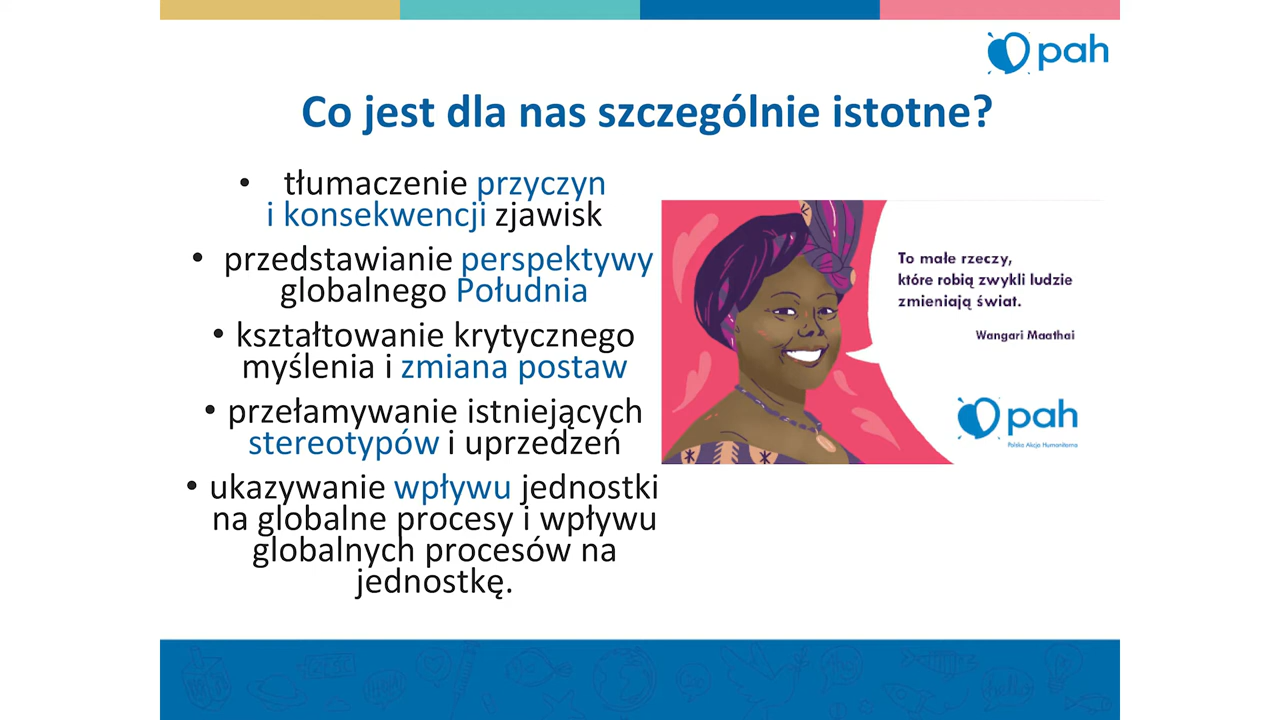 pah
Co jest dla nas szczególnie istotne?
• tłumaczenie przyczyn
i konsekwencji zjawisk
• przedstawianie perspektywy
globalnego Południa
• kształtowanie krytycznego
myślenia i zmiana postaw
• przełamywanie istniejących
stereotypów i uprzedzeń
• ukazywanie wpływu jednostki
na globalne procesy i wpływu
globalnych procesów na
jednostkę.
To małe rzeczy,
które robią zwykli ludzie
zmieniają świat.
Wangari Maathai
pah
Polska Akcja Humanitarna